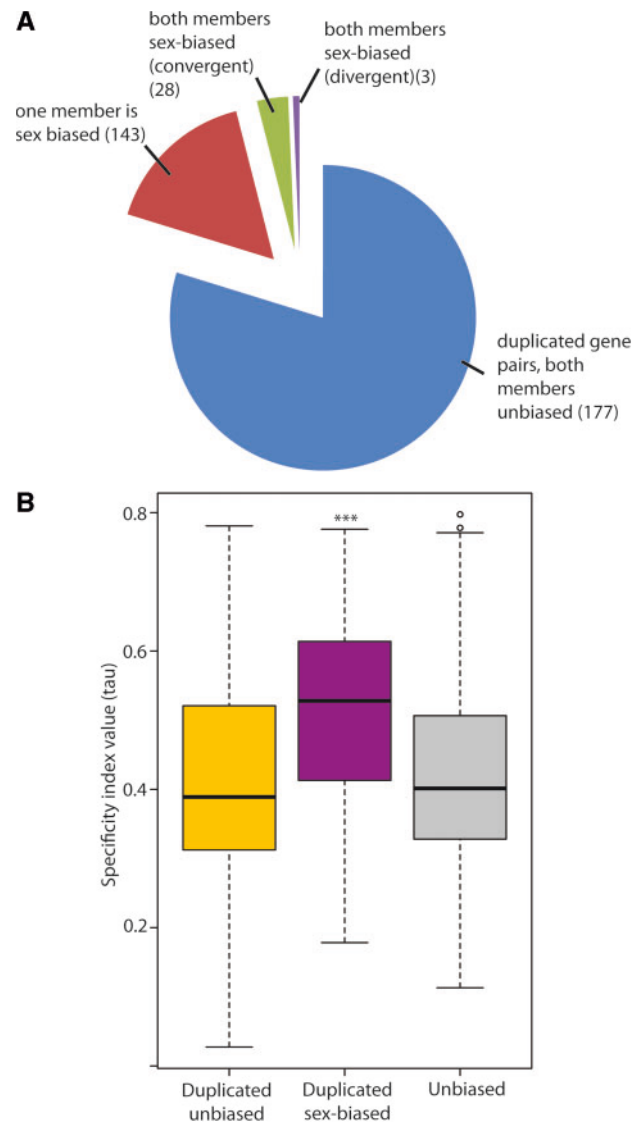 A
both members
sex-biased
(convergent)
(28)
both members
sex-biased
(divergent)(3)
one member is
sex biased (143)
duplicated gene
pairs, both
members
unbiased (177)
B
Specificity index value (tau)
0.8
0.6
0.4
0.2
***
Duplicated
unbiased
Duplicated
sex-biased
Unbiased